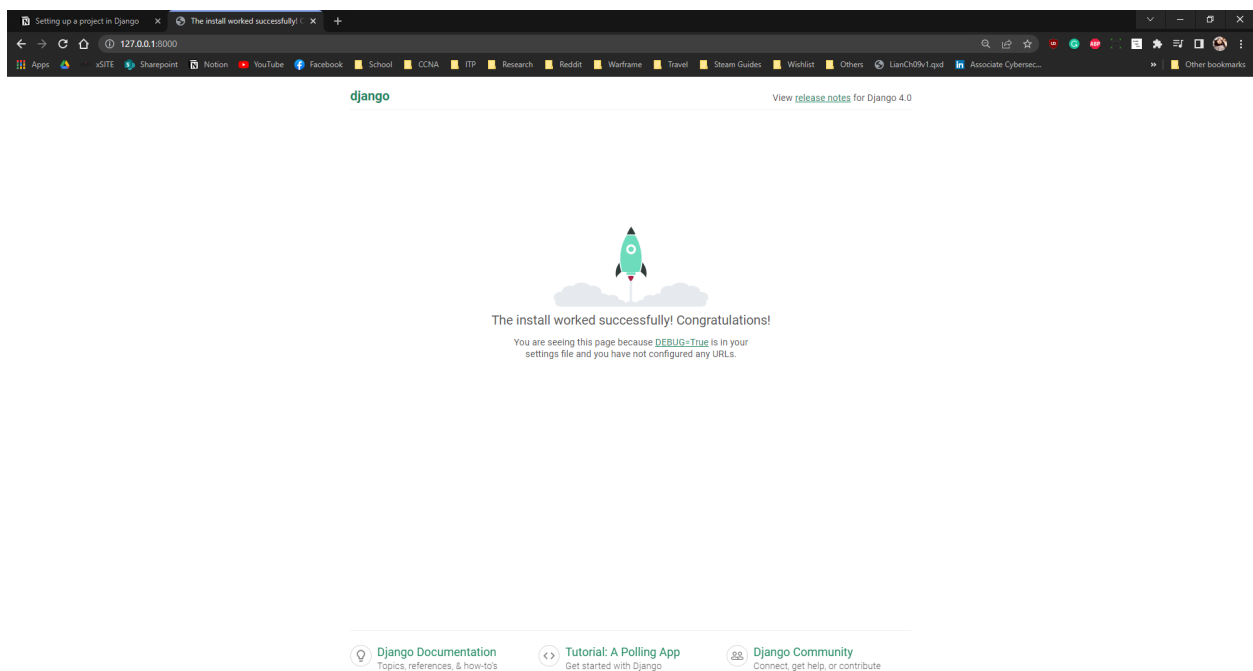 Setting up a project in Django
The install worked successfully! C
127.0.0.1:8000
Apps
xSITE
Sharepoint
Notion
YouTube
Facebook
School
CCNA
ITP
Research
Reddit
Warframe
Travel
Steam Guides
Wishlist
Others
LianCh09v1.qxd
Associate Cybersec...
»
Other bookmarks
django
View release notes for Django 4.0
The install worked successfully! Congratulations!
You are seeing this page because DEBUG=True is in your
settings file and you have not configured any URLs.
Django Documentation
Topics, references, & how-to's
Tutorial: A Polling App
Get started with Django
Django Community
Connect, get help, or contribute